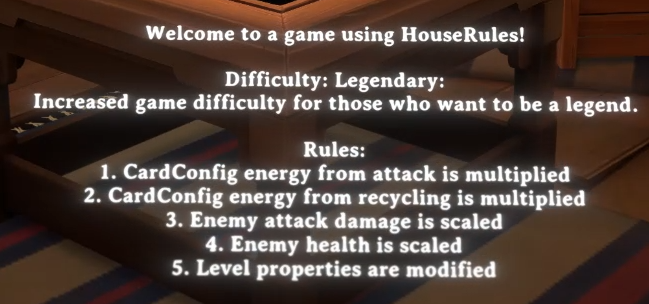 Welcome to a game using HouseRules!
Difficulty: Legendary:
Increased game difficulty for those who want to be a legend.
Rules:
1. CardConfig energy from attack is multiplied
2. CardConfig energy from recycling is multiplied
3. Enemy attack damage is scaled
4. Enemy health is scaled
5. Level properties are modified